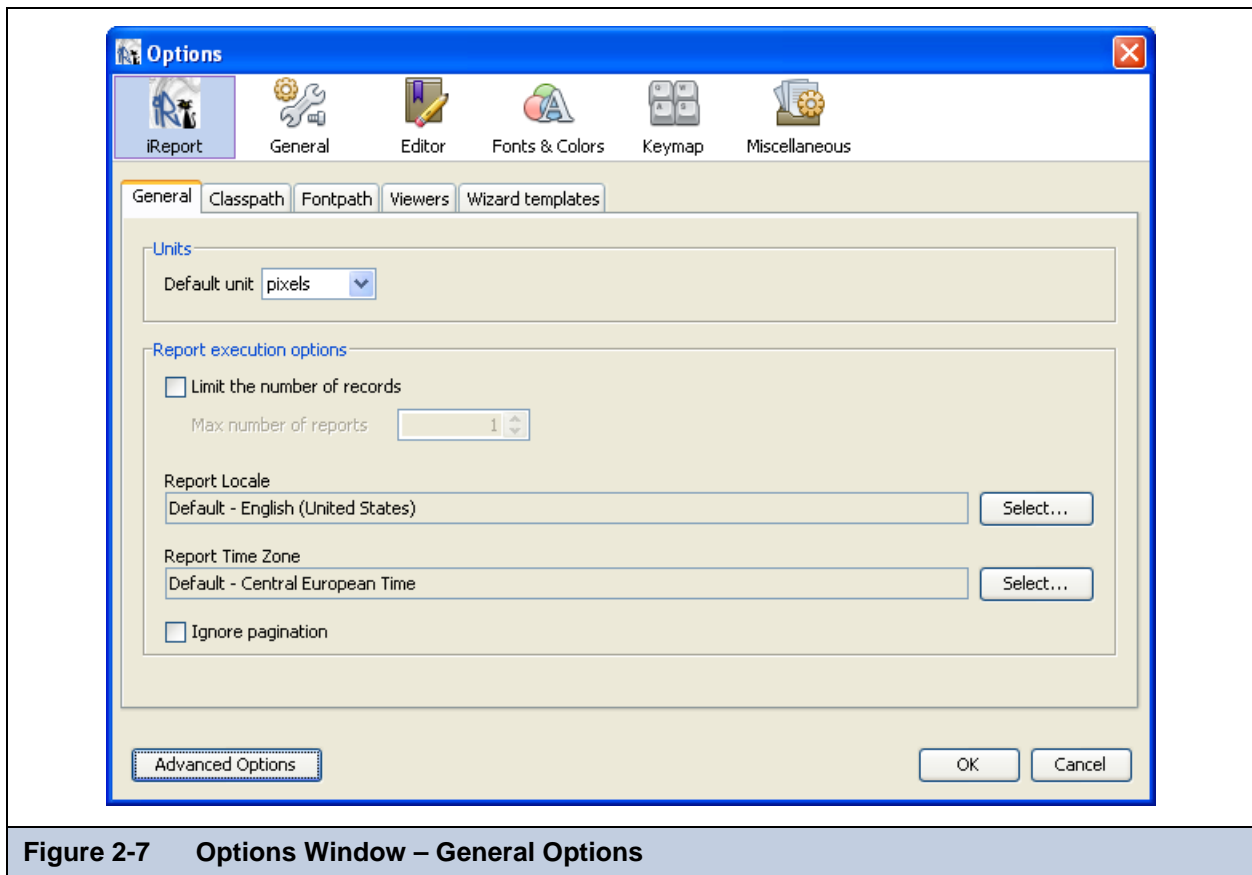 Options
iReport General Editor Fonts & Colors Keymap Miscellaneous
General Classpath Fontpath Viewers Wizard templates
Units
Default unit pixels
Report execution options
Limit the number of records
Max number of reports 1
Report Locale
Default - English (United States) Select...
Report Time Zone
Default - Central European Time Select...
Ignore pagination
Advanced Options OK Cancel
Figure 2-7 Options Window – General Options